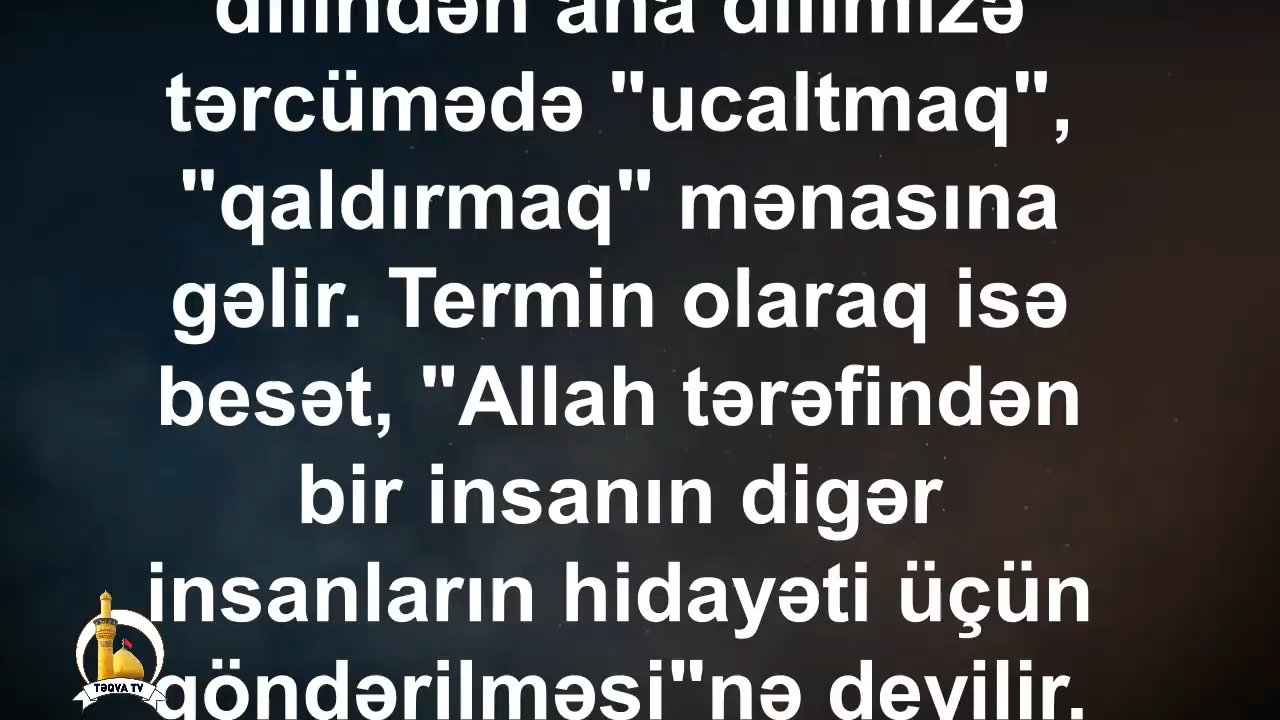 dilindən ana dilimizə
tərcümədə "ucaltmaq",
"qaldırmaq" mənasına
gəlir. Termin olaraq isə
besət, "Allah tərəfindən
bir insanın digər
insanların hidayəti üçün
göndərilməsi"nə deyilir.
TƏQVA TV